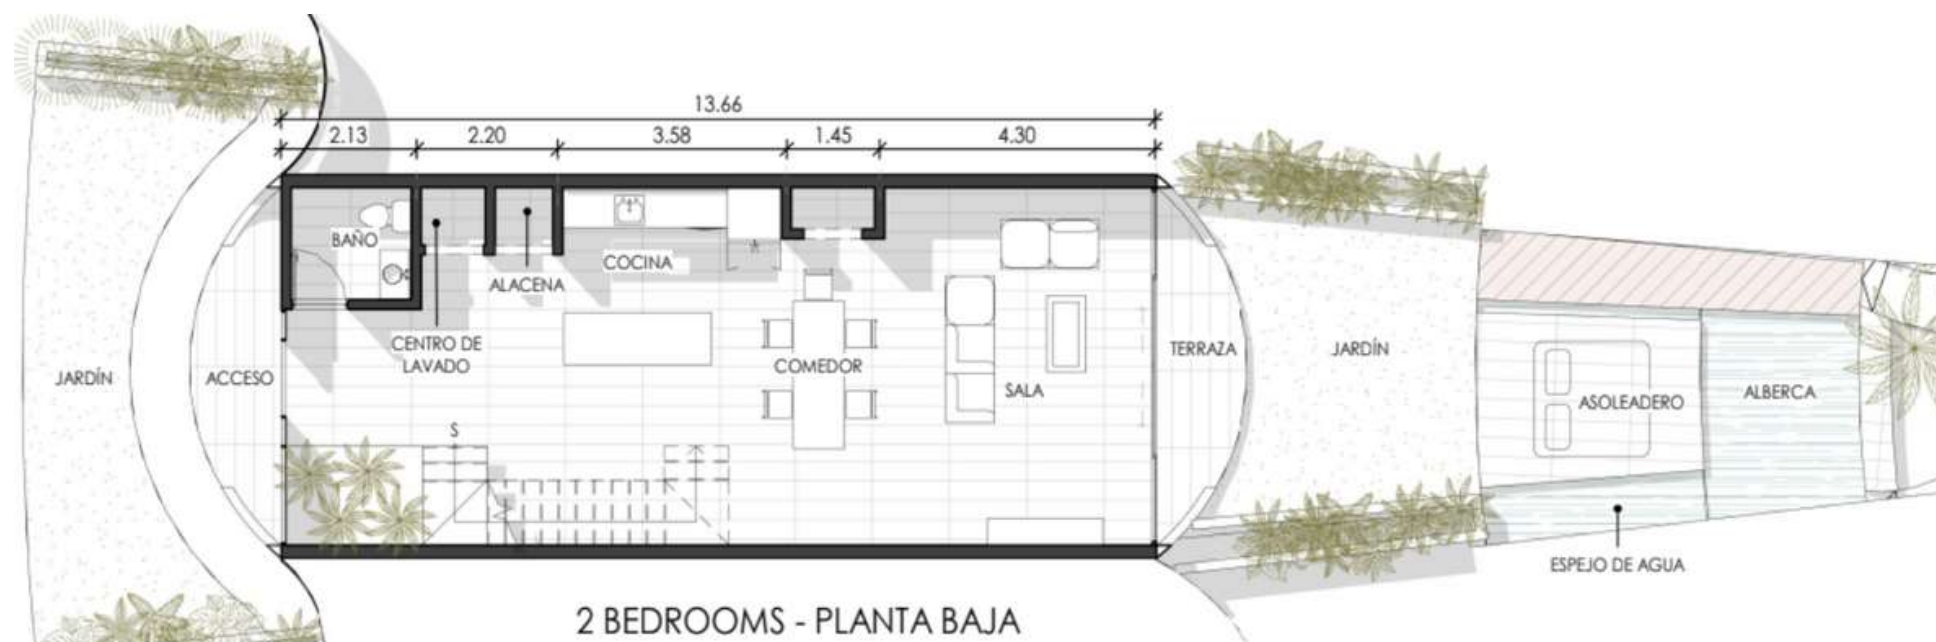 13.66
2.13
2.20
3.58
1.45
4.30
BAÑO
COCINA
ALACENA
CENTRO DE
LAVADO
COMEDOR
SALA
TERRAZA
JARDÍN
JARDÍN
ACCESO
ASOLEADERO
ALBERCA
S
ESPEJO DE AGUA
2 BEDROOMS - PLANTA BAJA